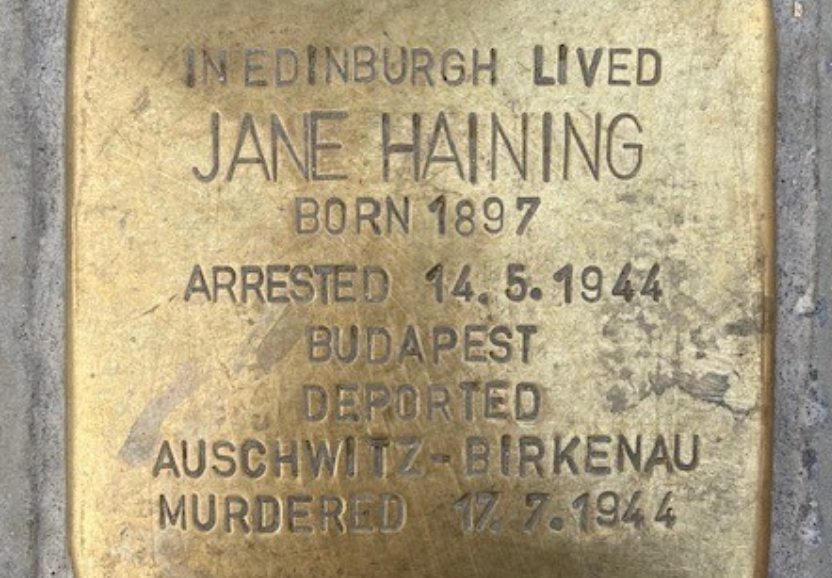 IN EDINBURGH LIVED
JANE HAINING
BORN 1897
ARRESTED 14.5.1944
BUDAPEST
DEPORTED
AUSCHWITZ-BIRKENAU
MURDERED 17.7.1944